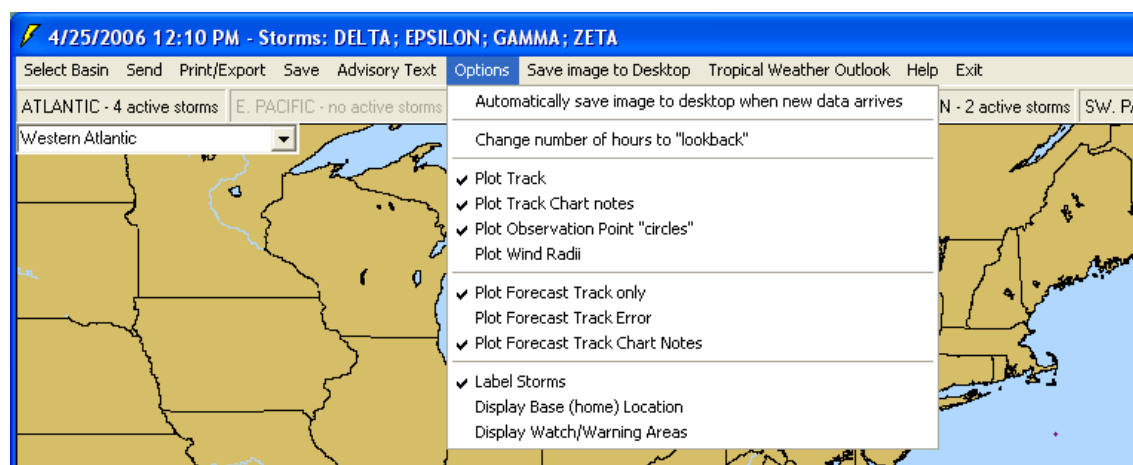 4/25/2006 12:10 PM - Storms: DELTA; EPSILON; GAMMA; ZETA
Select Basin Send Print/Export Save Advisory Text Options Save image to Desktop Tropical Weather Outlook Help Exit
ATLANTIC - 4 active storms E. PACIFIC - no active storms N - 2 active storms SW. P
Western Atlantic
Automatically save image to desktop when new data arrives
Change number of hours to "lookback"
Plot Track
Plot Track Chart notes
Plot Observation Point "circles"
Plot Wind Radii
Plot Forecast Track only
Plot Forecast Track Error
Plot Forecast Track Chart Notes
Label Storms
Display Base (home) Location
Display Watch/Warning Areas